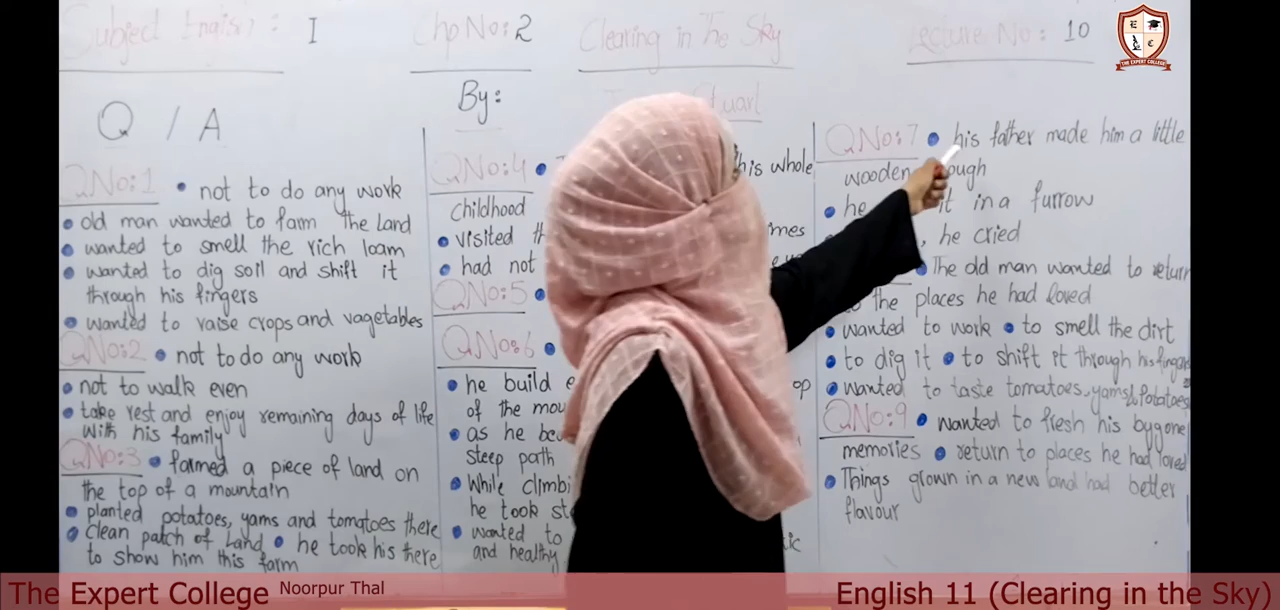 Subject English : I
Chp No: 2
Clearing in The Sky
Lecture No: 10
THE EXPERT COLLEGE
Q / A
By:
QNo:1 • not to do any work
• old man wanted to farm the Land
• wanted to smell the rich loam
• wanted to dig soil and shift it
through his fingers
• wanted to raise crops and vagetables
QNo:2 • not to do any work
• not to walk even
• take rest and enjoy remaining days of life
with his family
QNo:3 • farmed a piece of land on
the top of a mountain
• planted potatoes, yams and tomatoes there
• Clean patch of Land • he took his there
to show him this farm
QNo:4 • his whole
childhood
• visited
• had not
QNo:5 •
QNo:6 •
• he build
of the
• as he
steep path
• While
he took
• wanted to
and healthy
QNo:7 • his father made him a little
wooden
• he it in a furrow
, he cried
• The old man wanted to return
the places he had loved
• wanted to work • to smell the dirt
• to dig it • to shift it through his fingers
• wanted to taste tomatoes, yams & Potatoes
QNo:9 • wanted to fresh his bygone
memories • return to places he had loved
• Things grown in a new land had better
flavour
The Expert College Noorpur Thal
English 11 (Clearing in the Sky)